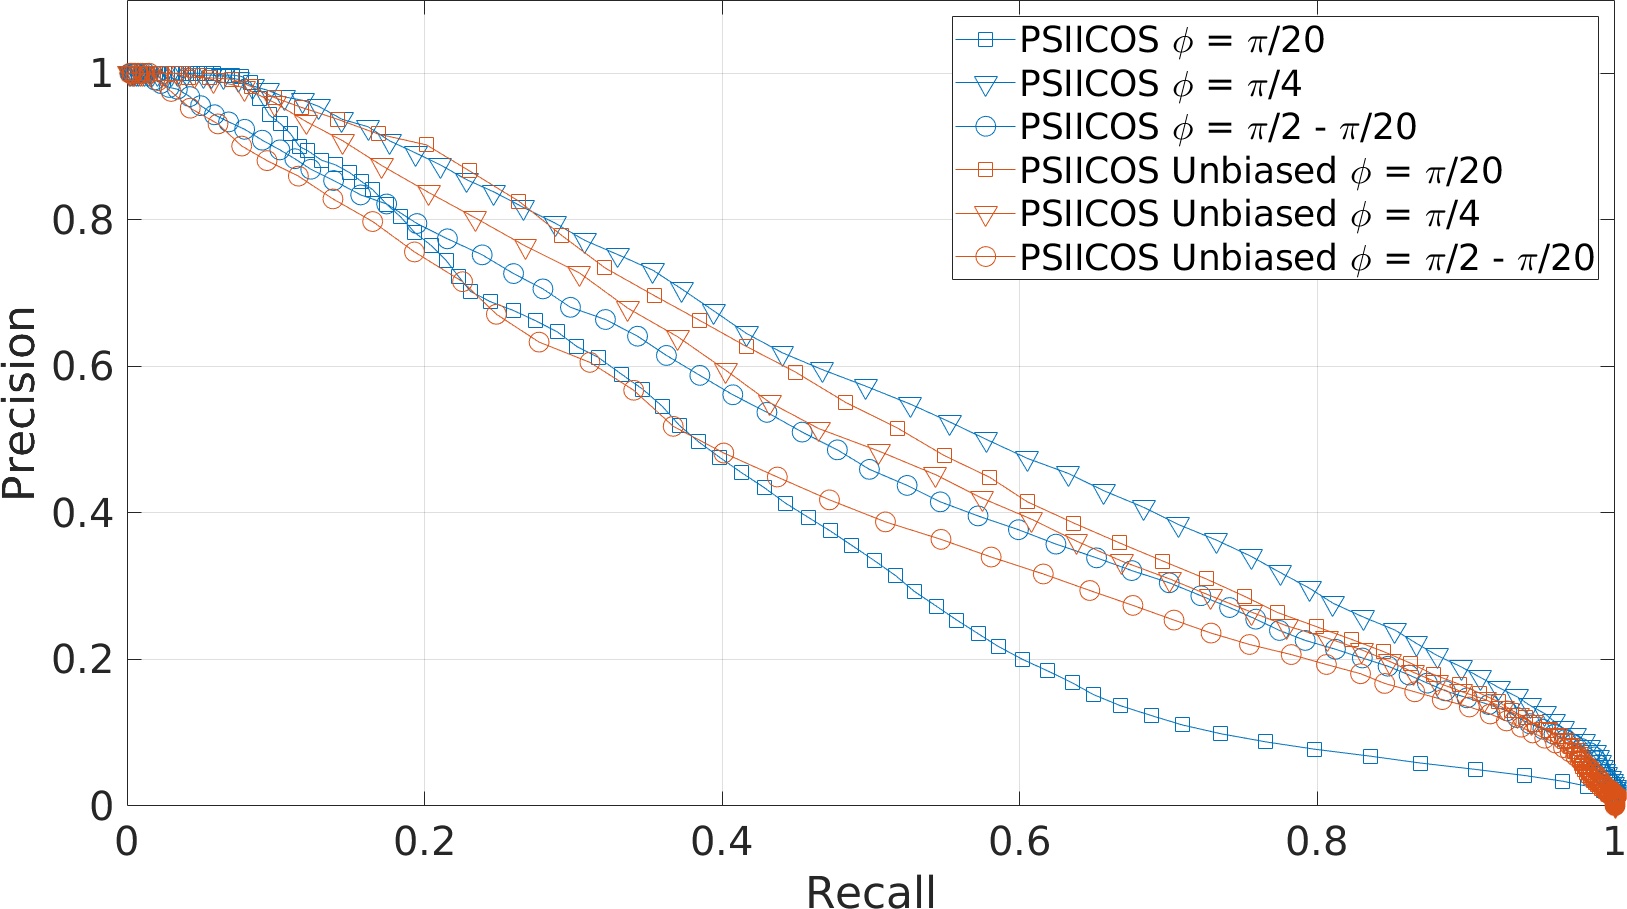 PSIICOS ϕ = π/20
PSIICOS ϕ = π/4
PSIICOS ϕ = π/2 - π/20
PSIICOS Unbiased ϕ = π/20
PSIICOS Unbiased ϕ = π/4
PSIICOS Unbiased ϕ = π/2 - π/20
1
0.8
0.6
0.4
0.2
0
Precision
0 0.2 0.4 0.6 0.8 1
Recall